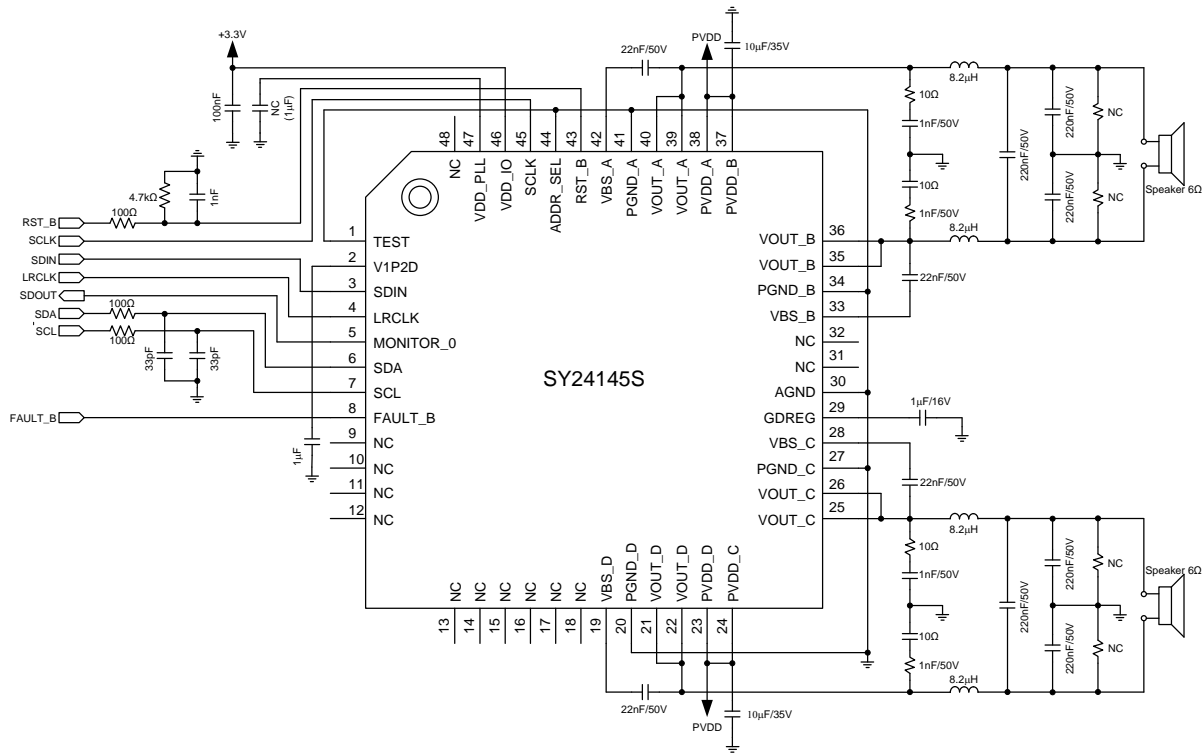 +3.3V
100nF
NC
(1µF)
22nF/50V
PVDD
10µF/35V
8.2µH
10Ω
1nF/50V
10Ω
1nF/50V
220nF/50V
220nF/50V
220nF/50V
NC
NC
Speaker 6Ω
8.2µH
22nF/50V
48
47
46
45
44
43
42
41
40
39
38
37
NC
VDD_PLL
VDD_IO
SCLK
ADDR_SEL
RST_B
VBS_A
PGND_A
VOUT_A
VOUT_A
PVDD_A
PVDD_B
4.7kΩ
1nF
100Ω
RST_B
SCLK
SDIN
LRCLK
SDOUT
SDA
'SCL
100Ω
100Ω
33pF
33pF
FAULT_B
1µF
1 TEST
2 V1P2D
3 SDIN
4 LRCLK
5 MONITOR_0
6 SDA
7 SCL
8 FAULT_B
9 NC
10 NC
11 NC
12 NC
SY24145S
VOUT_B 36
VOUT_B 35
PGND_B 34
VBS_B 33
NC 32
NC 31
AGND 30
GDREG 29
VBS_C 28
PGND_C 27
VOUT_C 26
VOUT_C 25
1µF/16V
22nF/50V
8.2µH
10Ω
1nF/50V
10Ω
1nF/50V
220nF/50V
220nF/50V
220nF/50V
NC
NC
Speaker 6Ω
8.2µH
NC
NC
NC
NC
NC
NC
VBS_D
PGND_D
VOUT_D
VOUT_D
PVDD_D
PVDD_C
13
14
15
16
17
18
19
20
21
22
23
24
22nF/50V
PVDD
10µF/35V